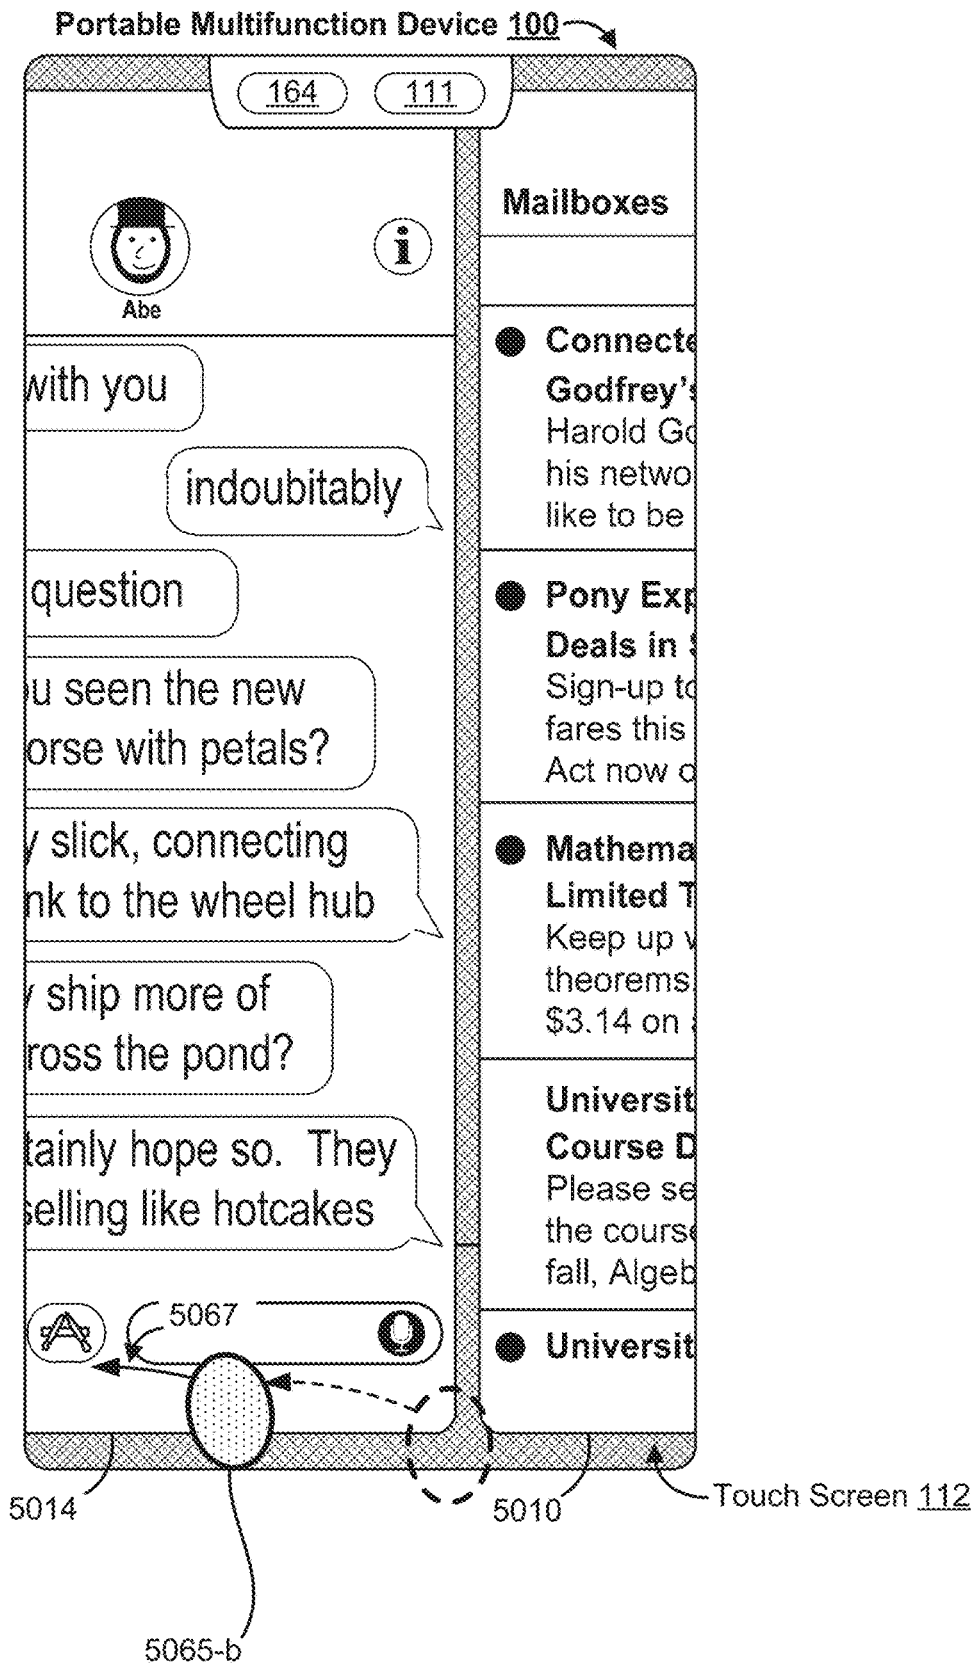 Portable Multifunction Device 100
164
111
Mailboxes
Abe
with you
indoubitably
question
ou seen the new
orse with petals?
y slick, connecting
nk to the wheel hub
y ship more of
ross the pond?
tainly hope so. They
selling like hotcakes
Connecte
Godfrey's
Harold Go
his netwo
like to be
Pony Exp
Deals in S
Sign-up to
fares this
Act now o
Mathema
Limited T
Keep up w
theorems.
$3.14 on a
Universit
Course D
Please se
the course
fall, Algeb
Universit
5067
5014
5010
Touch Screen 112
5065-b